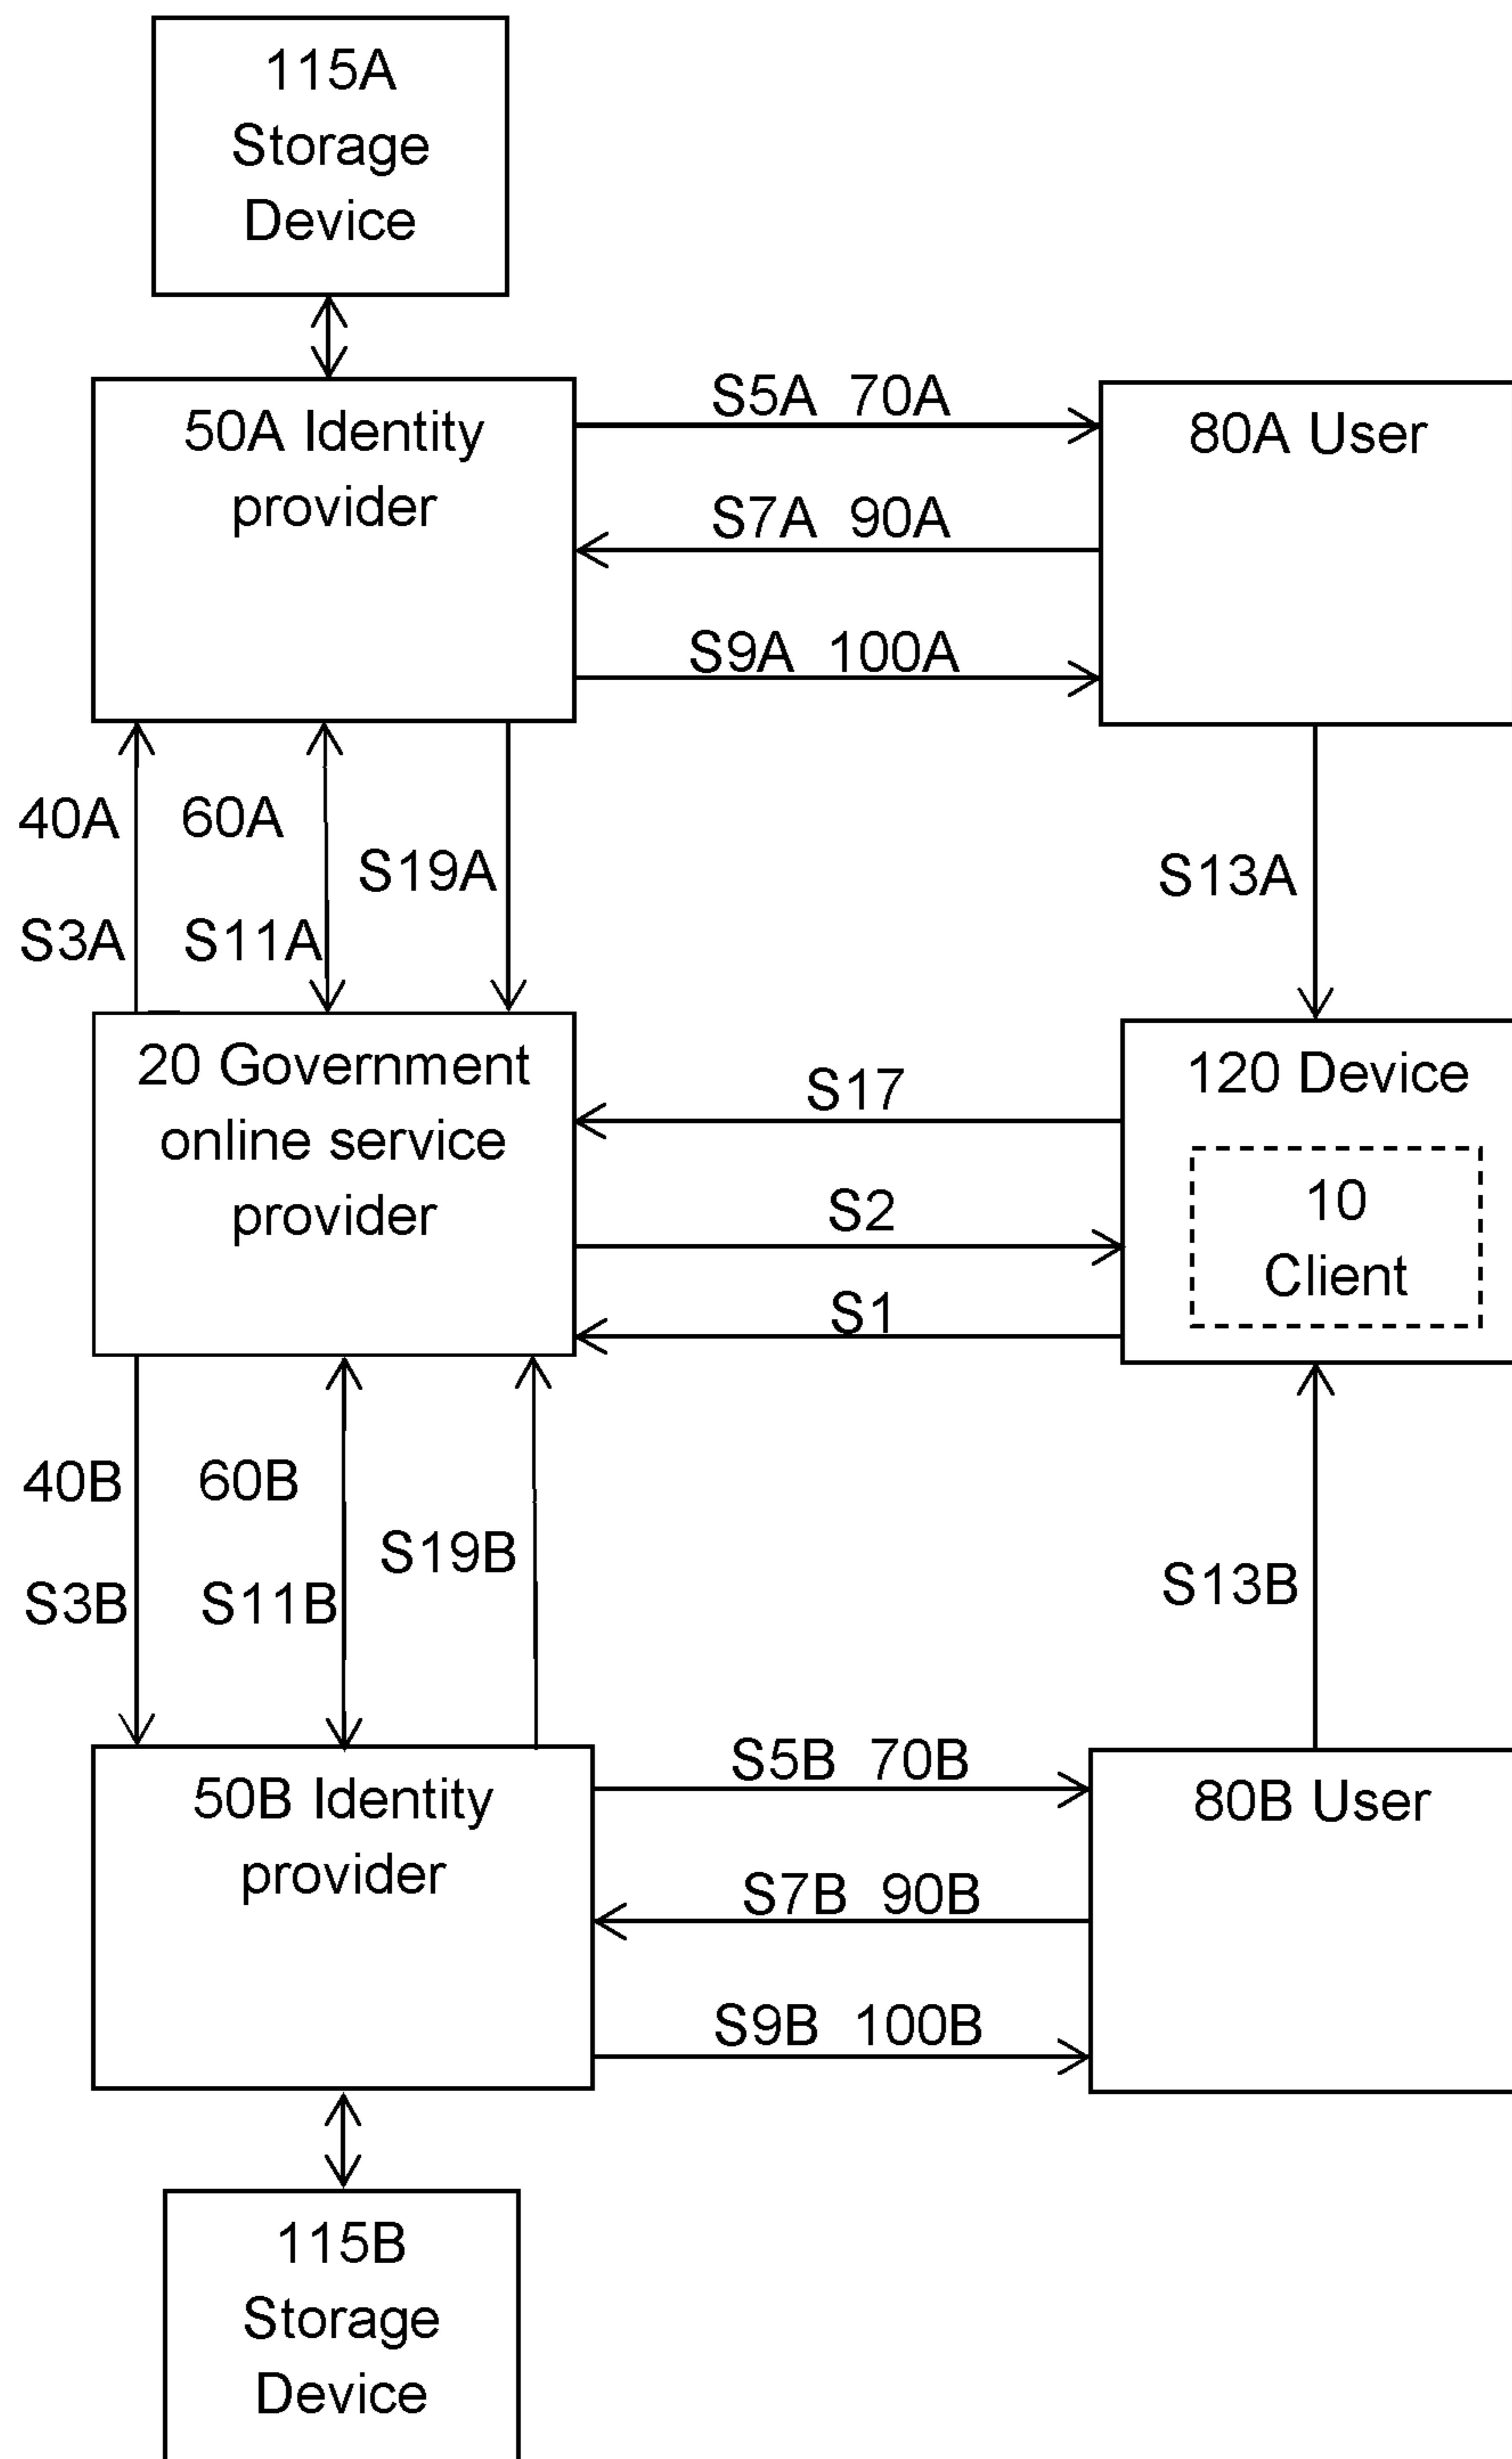 115A
Storage
Device
50A Identity
provider
S5A 70A
S7A 90A
S9A 100A
80A User
40A
60A
S19A
S3A
S11A
S13A
20 Government
online service
provider
S17
S2
S1
120 Device
10
Client
40B
60B
S19B
S3B
S11B
S13B
50B Identity
provider
S5B 70B
S7B 90B
S9B 100B
80B User
115B
Storage
Device